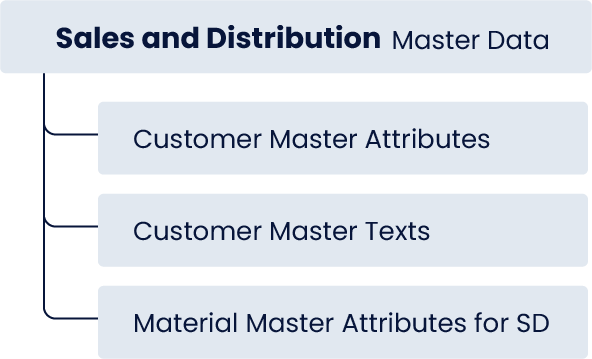 Sales and Distribution Master Data
Customer Master Attributes
Customer Master Texts
Material Master Attributes for SD